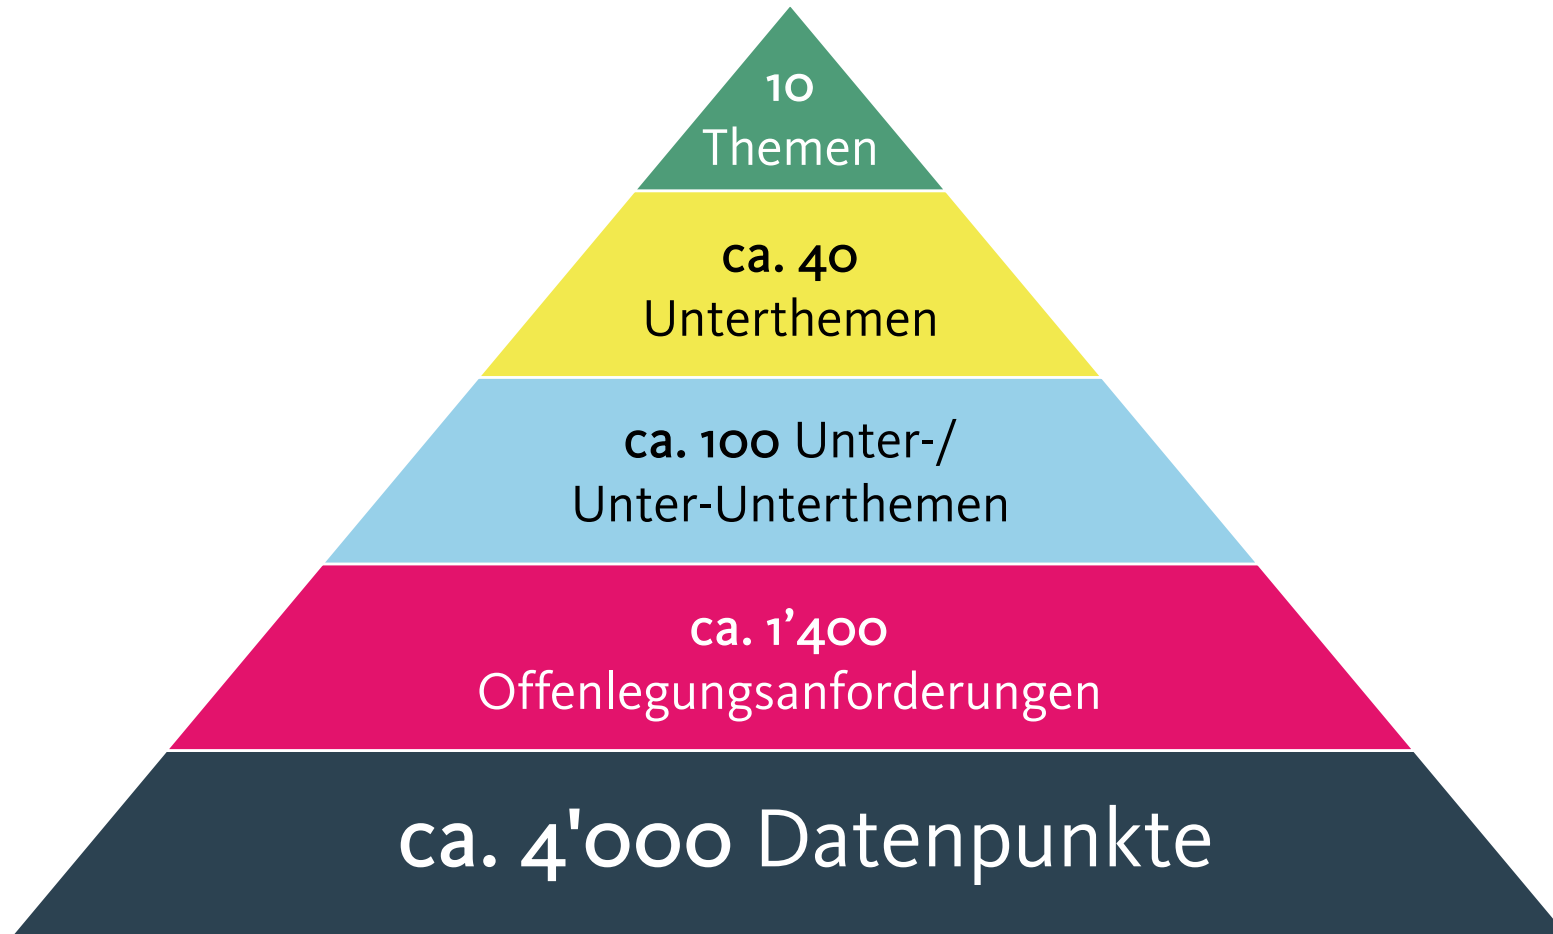 10
Themen
ca. 40
Unterthemen
ca. 100 Unter-/
Unter-Unterthemen
ca. 1’400
Offenlegungsanforderungen
ca. 4'000 Datenpunkte